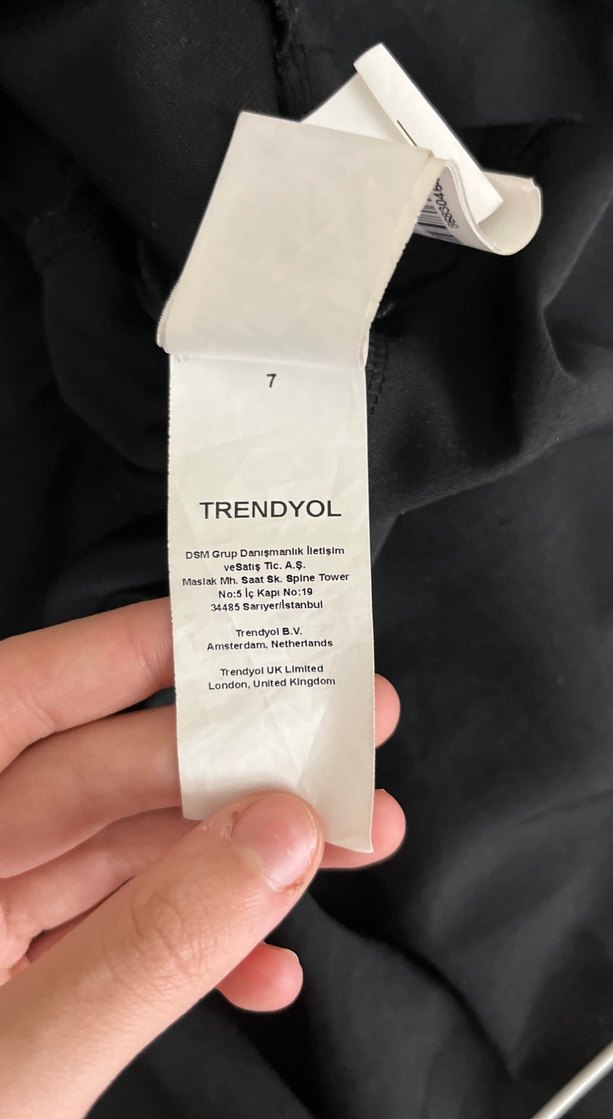 7
TRENDYOL
DSM Grup Danışmanlık İletişim
veSatış Tic. A.Ş.
Maslak Mh. Saat Sk. Spine Tower
No:5 İç Kapı No:19
34485 Sarıyer/İstanbul
Trendyol B.V.
Amsterdam, Netherlands
Trendyol UK Limited
London, United Kingdom